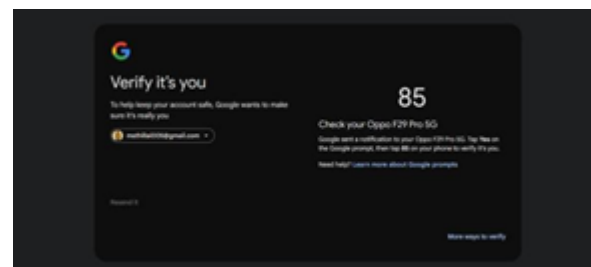 Verify it's you
To help keep your account safe, Google wants to make
sure it's really you
85
Check your Oppo F29 Pro 5G
Google sent a notification to your Oppo F29 Pro 5G. Tap Yes on
the Google prompt, then tap 85 on your phone to verify it's you.
Need help? Learn more about Google prompts
Resend it
More ways to verify